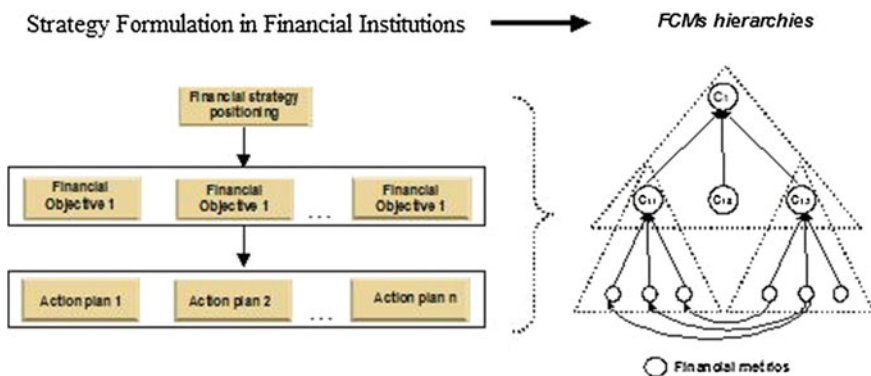 Strategy Formulation in Financial Institutions
FCMs hierarchies
Financial strategy
positioning
Financial
Objective 1
Financial
Objective 1
...
Financial
Objective 1
Action plan 1
Action plan 2
...
Action plan n
C1
C11
C12
C13
Financial metrics